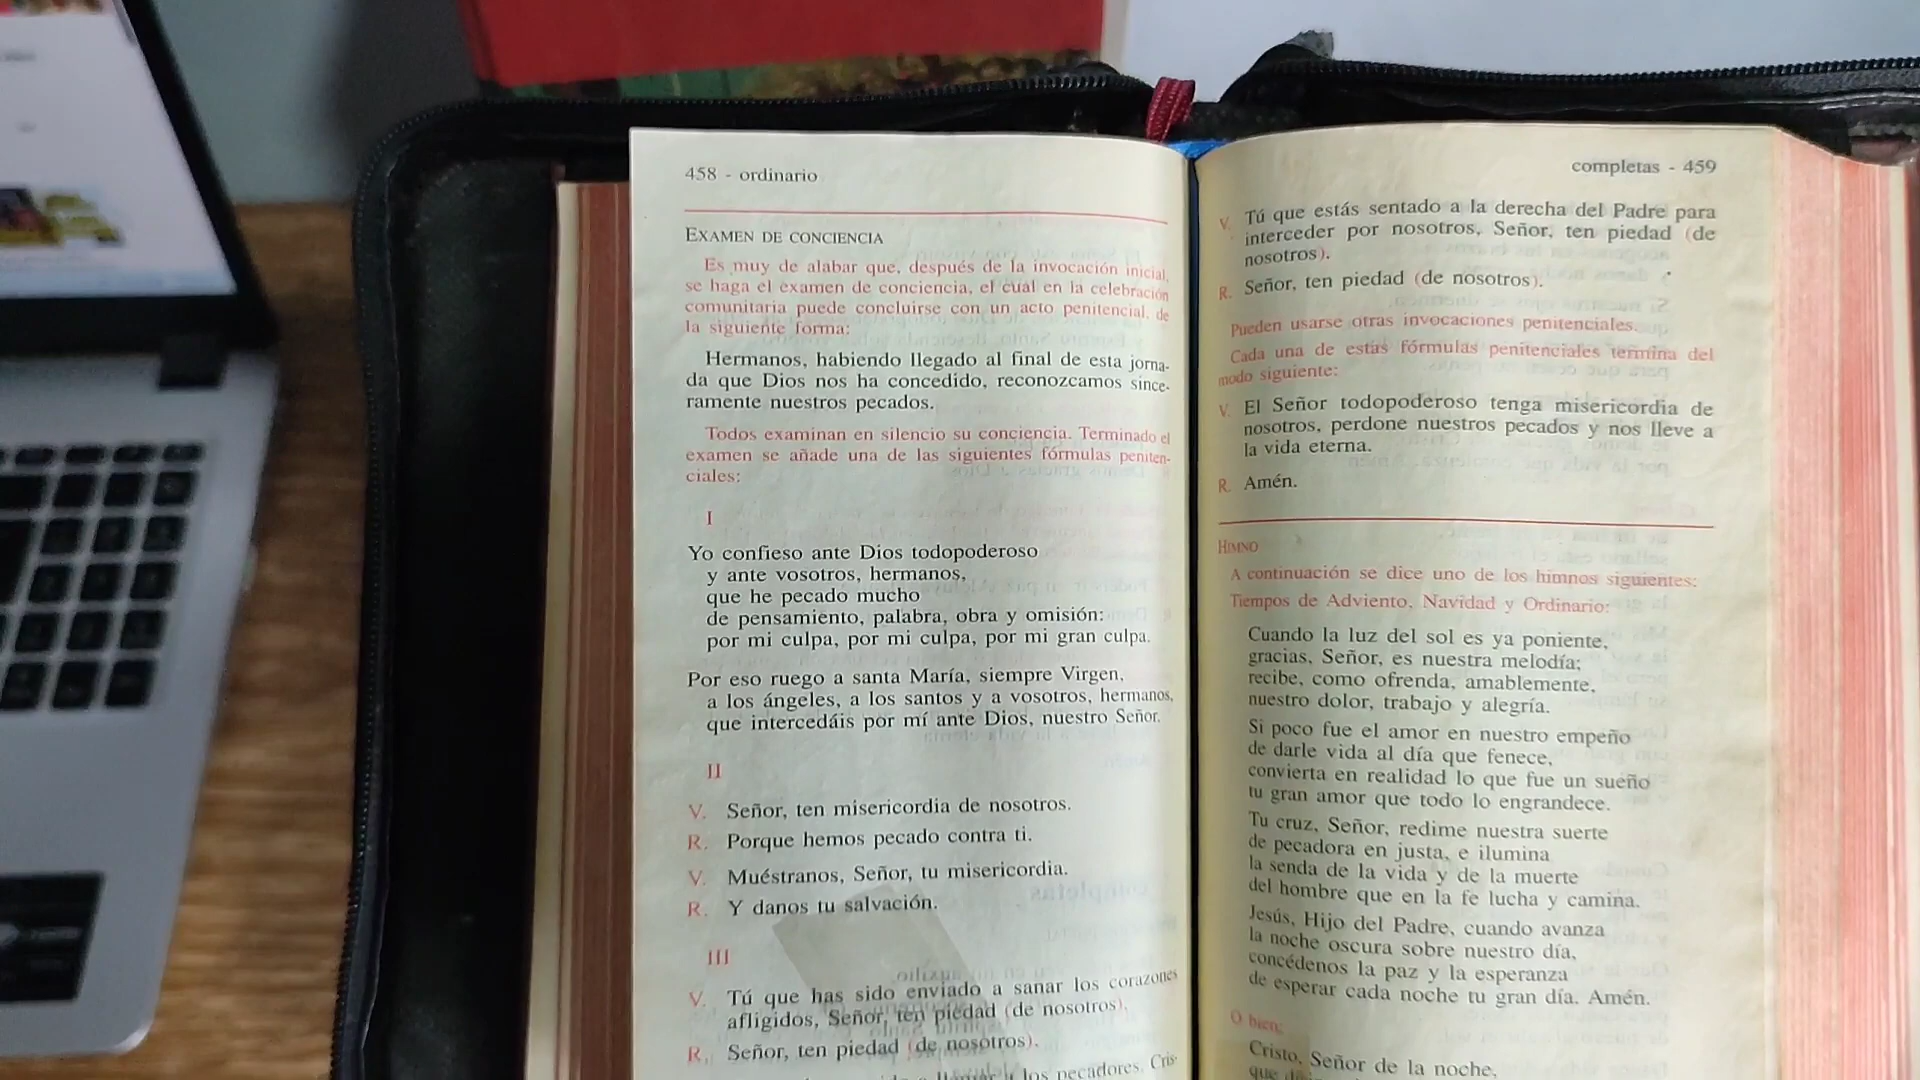 458 - ordinario
EXAMEN DE CONCIENCIA
Es muy de alabar que, después de la invocación inicial,
se haga el examen de conciencia, el cual en la celebración
comunitaria puede concluirse con un acto penitencial, de
la siguiente forma:
Hermanos, habiendo llegado al final de esta jorna-
da que Dios nos ha concedido, reconozcamos since-
ramente nuestros pecados.
Todos examinan en silencio su conciencia. Terminado el
examen se añade una de las siguientes fórmulas peniten-
ciales:
I
Yo confieso ante Dios todopoderoso
y ante vosotros, hermanos,
que he pecado mucho
de pensamiento, palabra, obra y omisión:
por mi culpa, por mi culpa, por mi gran culpa.
Por eso ruego a santa María, siempre Virgen,
a los ángeles, a los santos y a vosotros, hermanos,
que intercedáis por mí ante Dios, nuestro Señor.
II
V. Señor, ten misericordia de nosotros.
R. Porque hemos pecado contra ti.
V. Muéstranos, Señor, tu misericordia.
R. Y danos tu salvación.
III
V. Tú que has sido enviado a sanar los corazones
afligidos, Señor, ten piedad (de nosotros).
R. Señor, ten piedad (de nosotros).
los pecadores, Cris-
completas - 459
V. Tú que estás sentado a la derecha del Padre para
interceder por nosotros, Señor, ten piedad (de
nosotros).
R. Señor, ten piedad (de nosotros).
Pueden usarse otras invocaciones penitenciales.
Cada una de estas fórmulas penitenciales termina del
modo siguiente:
V. El Señor todopoderoso tenga misericordia de
nosotros, perdone nuestros pecados y nos lleve a
la vida eterna.
R. Amén.
HIMNO
A continuación se dice uno de los himnos siguientes:
Tiempos de Adviento, Navidad y Ordinario:
Cuando la luz del sol es ya poniente,
gracias, Señor, es nuestra melodía;
recibe, como ofrenda, amablemente,
nuestro dolor, trabajo y alegría.
Si poco fue el amor en nuestro empeño
de darle vida al día que fenece,
convierta en realidad lo que fue un sueño
tu gran amor que todo lo engrandece.
Tu cruz, Señor, redime nuestra suerte
de pecadora en justa, e ilumina
la senda de la vida y de la muerte
del hombre que en la fe lucha y camina.
Jesús, Hijo del Padre, cuando avanza
la noche oscura sobre nuestro día,
concédenos la paz y la esperanza
de esperar cada noche tu gran día. Amén.
O bien:
Cristo, Señor de la noche,
que